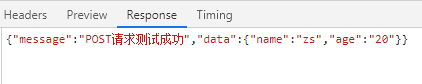 Headers Preview Response Timing
{"message":"POST请求测试成功","data":{"name":"zs","age":"20"}}